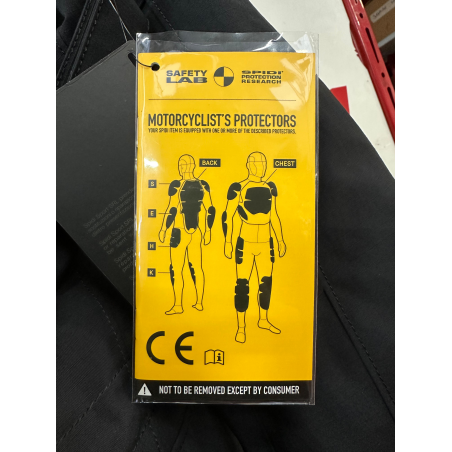 SAFETY LAB
SPIDI PROTECTION RESEARCH
MOTORCYCLIST'S PROTECTORS
YOUR SPIDI ITEM IS EQUIPPED WITH ONE OR MORE OF THE DESCRIBED PROTECTORS.
BACK
CHEST
S
E
H
K
CE
i
NOT TO BE REMOVED EXCEPT BY CONSUMER